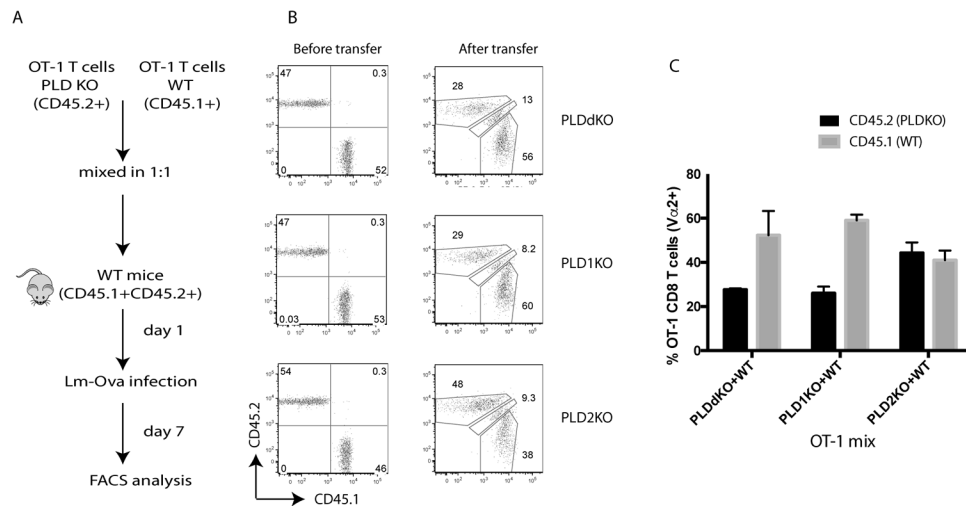 A
OT-1 T cells
PLD KO
(CD45.2+)
OT-1 T cells
WT
(CD45.1+)
mixed in 1:1
WT mice
(CD45.1+CD45.2+)
day 1
Lm-Ova infection
day 7
FACS analysis
B
Before transfer
After transfer
47
0.3
0
52
28
13
56
PLDdKO
47
0.3
0.03
53
29
8.2
60
PLD1KO
54
0.3
0
46
48
9.3
38
PLD2KO
CD45.2
CD45.1
C
CD45.2 (PLDKO)
CD45.1 (WT)
% OT-1 CD8 T cells (Vα2+)
80
60
40
20
0
PLDdKO+WT
PLD1KO+WT
PLD2KO+WT
OT-1 mix